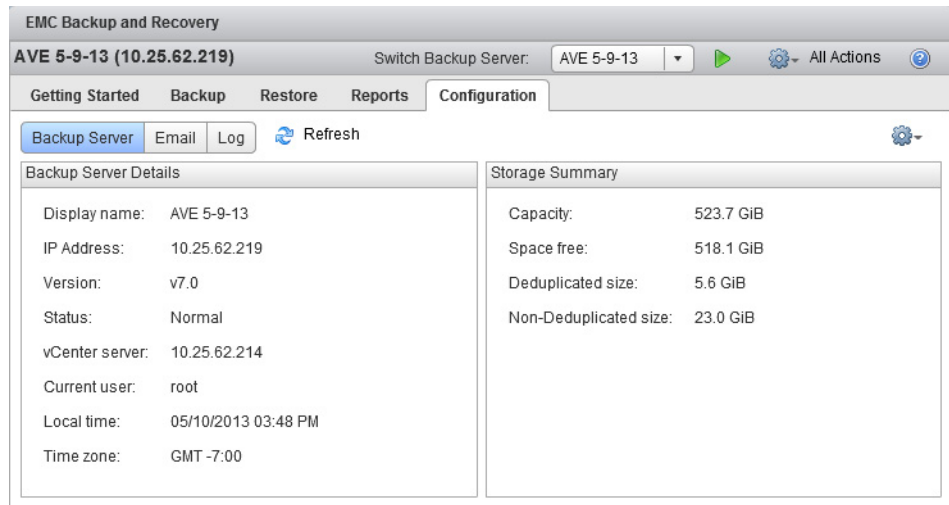 EMC Backup and Recovery
AVE 5-9-13 (10.25.62.219) Switch Backup Server: AVE 5-9-13 All Actions
Getting Started Backup Restore Reports Configuration
Backup Server Email Log Refresh
Backup Server Details
Display name: AVE 5-9-13
IP Address: 10.25.62.219
Version: v7.0
Status: Normal
vCenter server: 10.25.62.214
Current user: root
Local time: 05/10/2013 03:48 PM
Time zone: GMT -7:00
Storage Summary
Capacity: 523.7 GiB
Space free: 518.1 GiB
Deduplicated size: 5.6 GiB
Non-Deduplicated size: 23.0 GiB